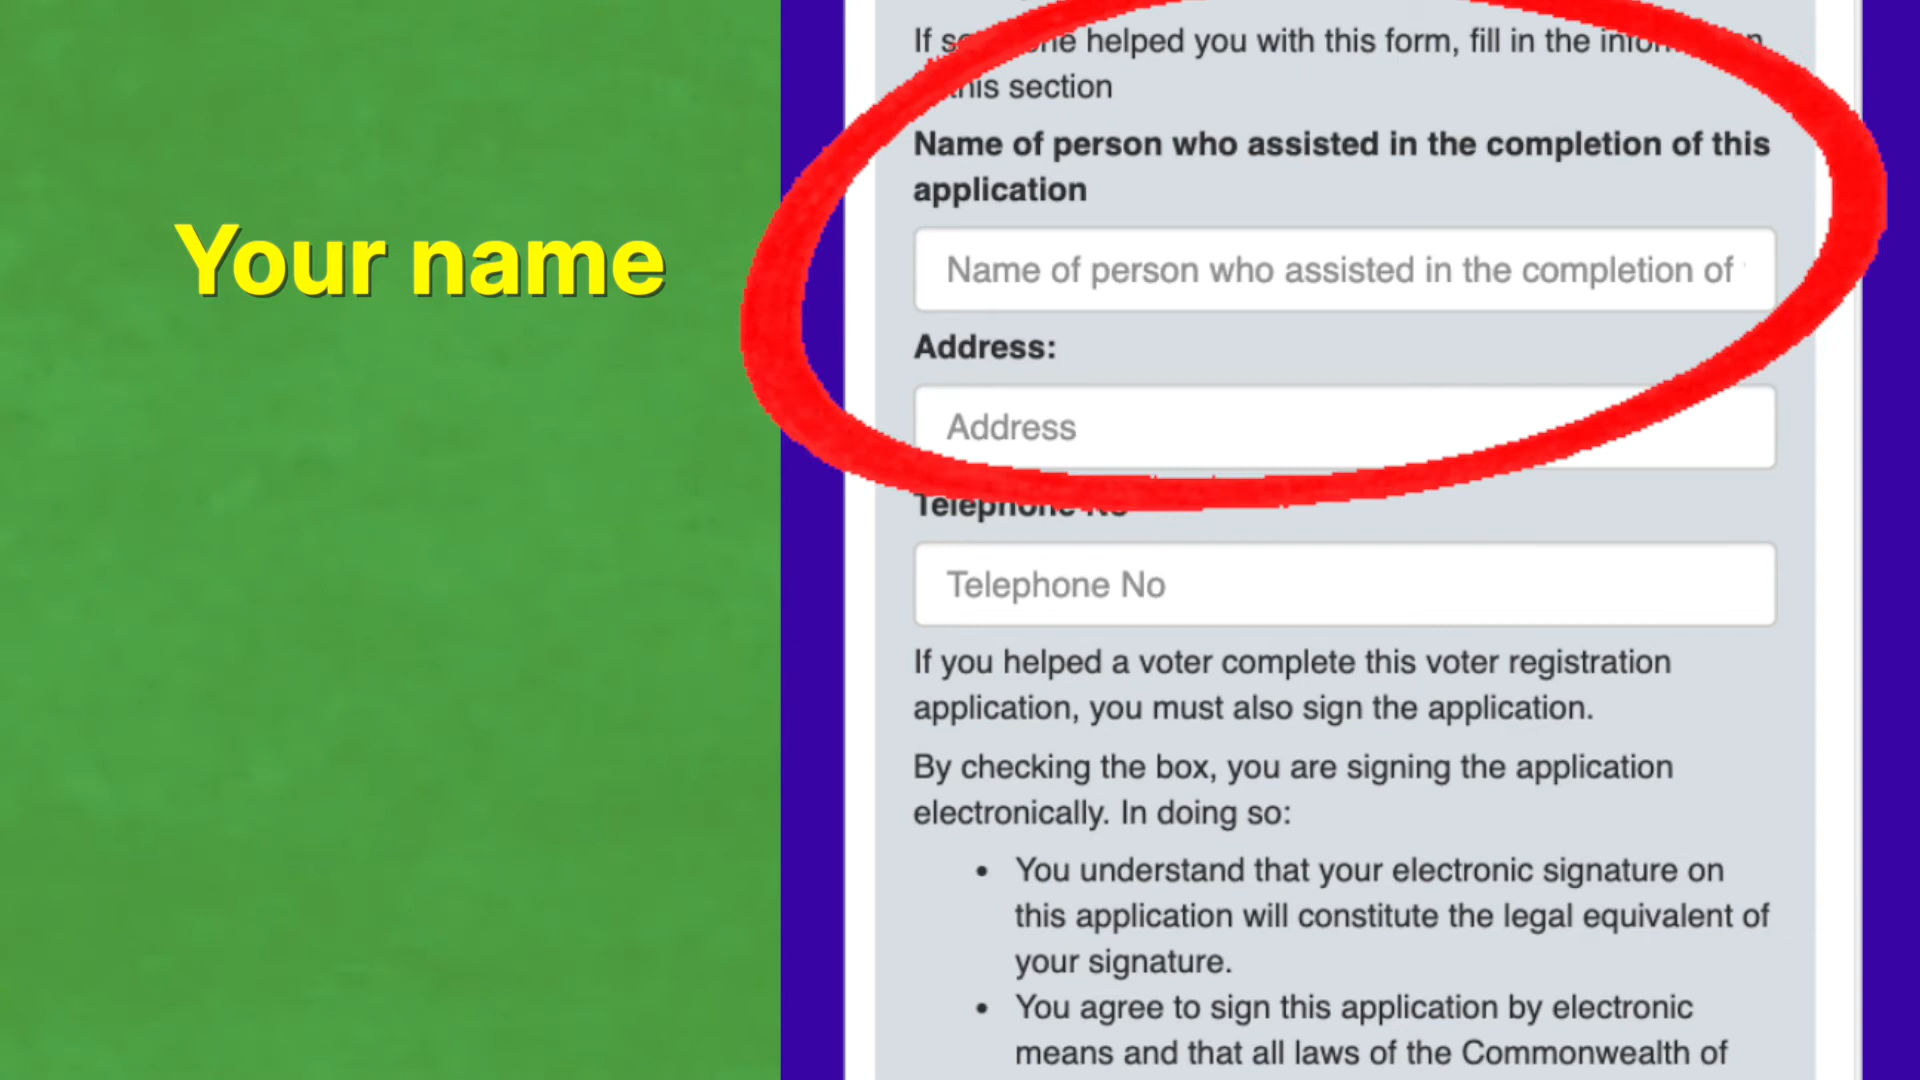 Your name
If helped you with this form, fill in the
this section
Name of person who assisted in the completion of this
application
Name of person who assisted in the completion of
Address:
Address
Telephone No
Telephone No
If you helped a voter complete this voter registration
application, you must also sign the application.
By checking the box, you are signing the application
electronically. In doing so:
• You understand that your electronic signature on
this application will constitute the legal equivalent of
your signature.
• You agree to sign this application by electronic
means and that all laws of the Commonwealth of